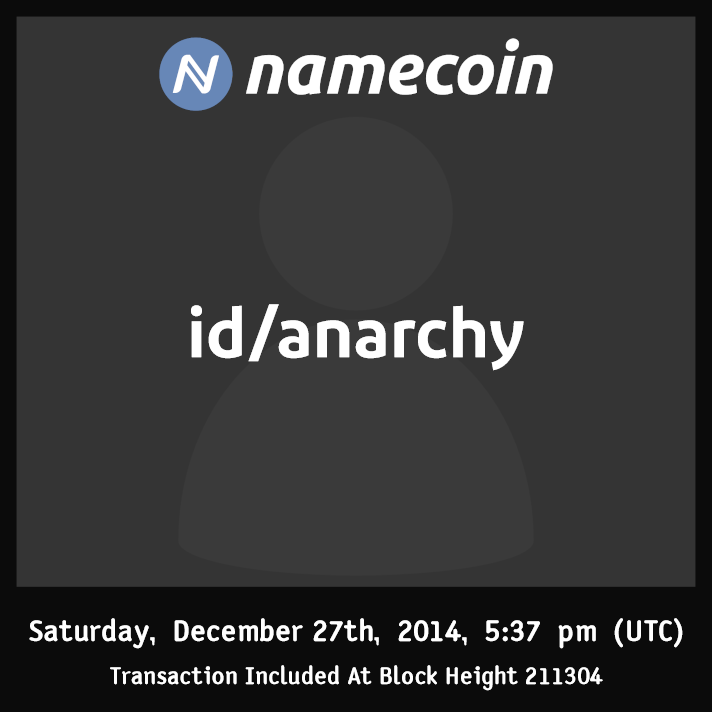 namecoin
id/anarchy
Saturday, December 27th, 2014, 5:37 pm (UTC)
Transaction Included At Block Height 211304